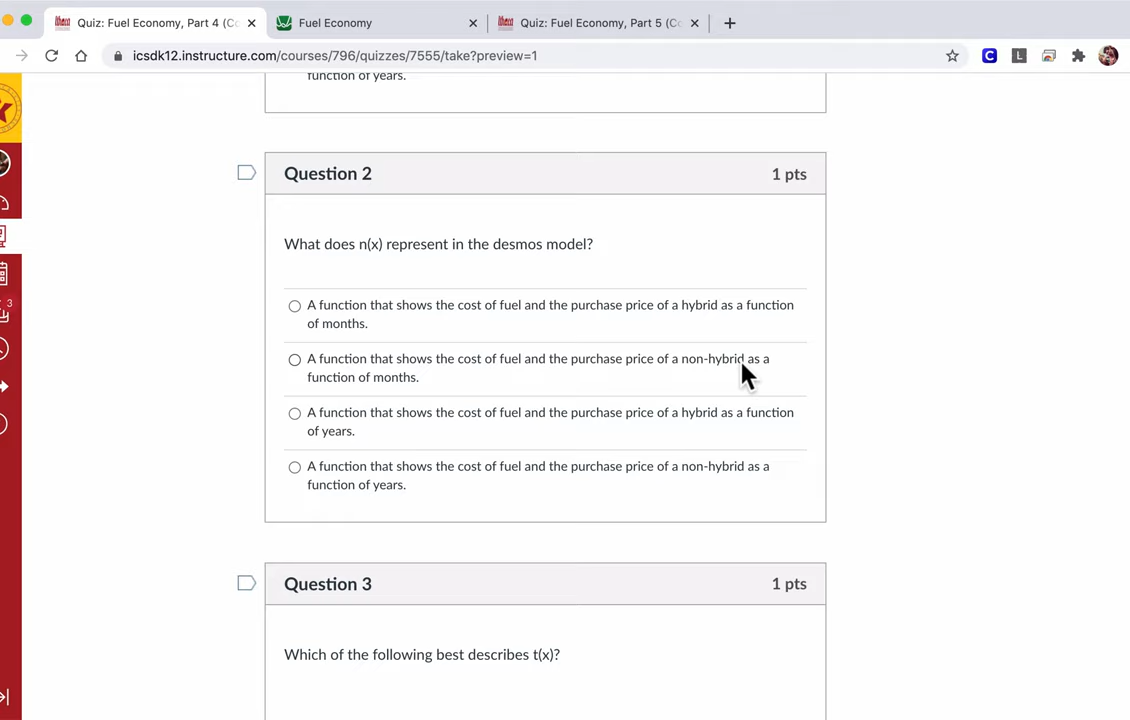 Quiz: Fuel Economy, Part 4 (Co
Fuel Economy
Quiz: Fuel Economy, Part 5 (Co
icsdk12.instructure.com/courses/796/quizzes/7555/take?preview=1
C
L
function of years.
Question 2
1 pts
What does n(x) represent in the desmos model?
A function that shows the cost of fuel and the purchase price of a hybrid as a function
of months.
A function that shows the cost of fuel and the purchase price of a non-hybrid as a
function of months.
A function that shows the cost of fuel and the purchase price of a hybrid as a function
of years.
A function that shows the cost of fuel and the purchase price of a non-hybrid as a
function of years.
3
Question 3
1 pts
Which of the following best describes t(x)?